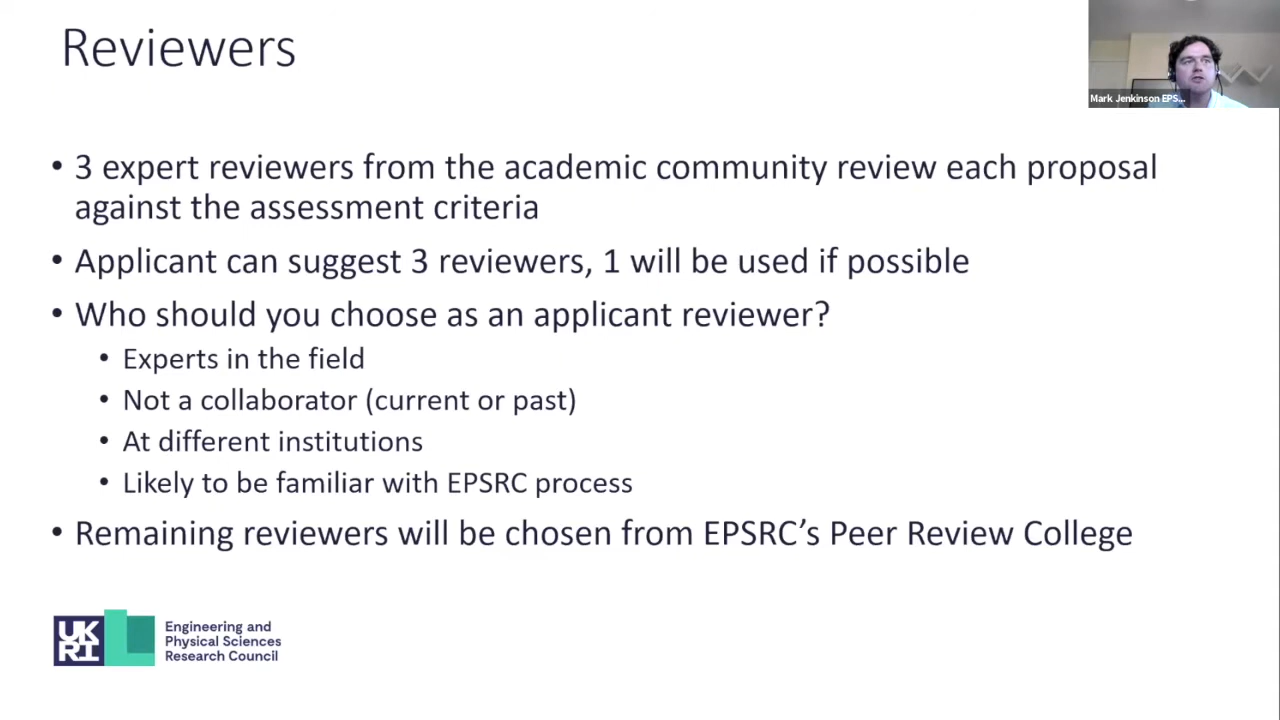 Reviewers
Mark Jenkinson EPS...
• 3 expert reviewers from the academic community review each proposal
against the assessment criteria
• Applicant can suggest 3 reviewers, 1 will be used if possible
• Who should you choose as an applicant reviewer?
• Experts in the field
• Not a collaborator (current or past)
• At different institutions
• Likely to be familiar with EPSRC process
• Remaining reviewers will be chosen from EPSRC’s Peer Review College
UK
RI
Engineering and
Physical Sciences
Research Council